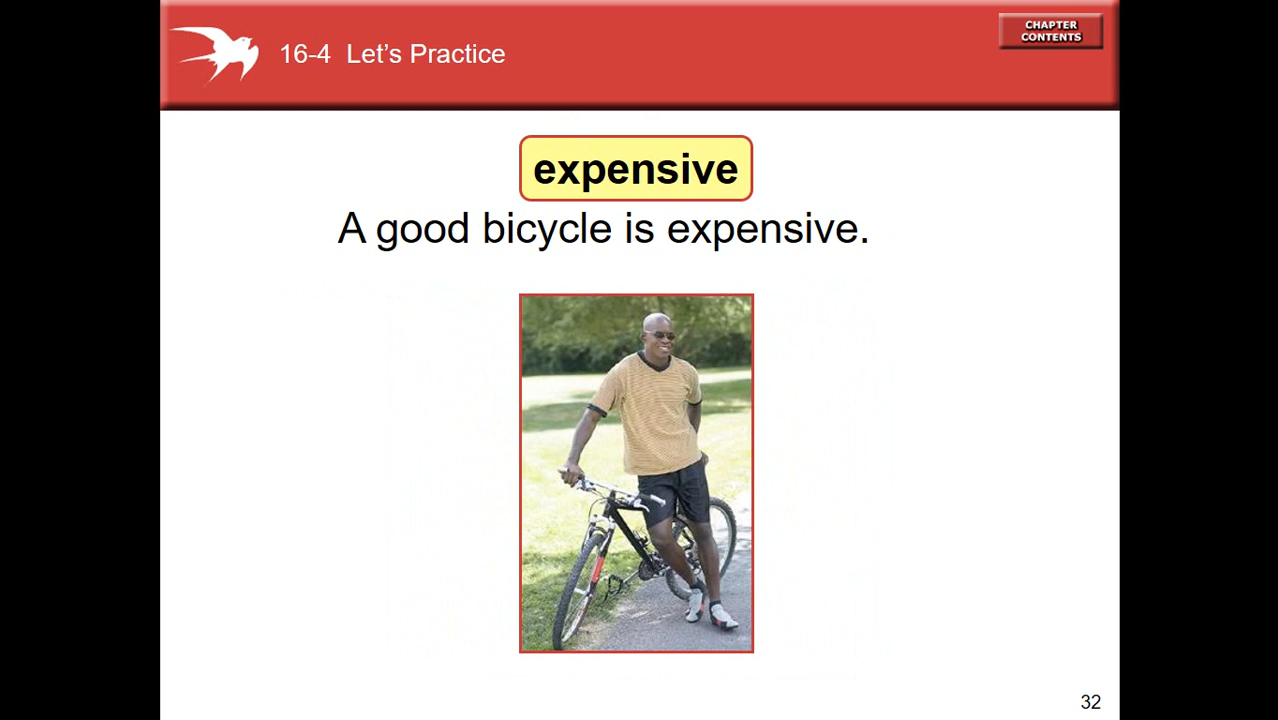 16-4 Let’s Practice
CHAPTER
CONTENTS
expensive
A good bicycle is expensive.
32